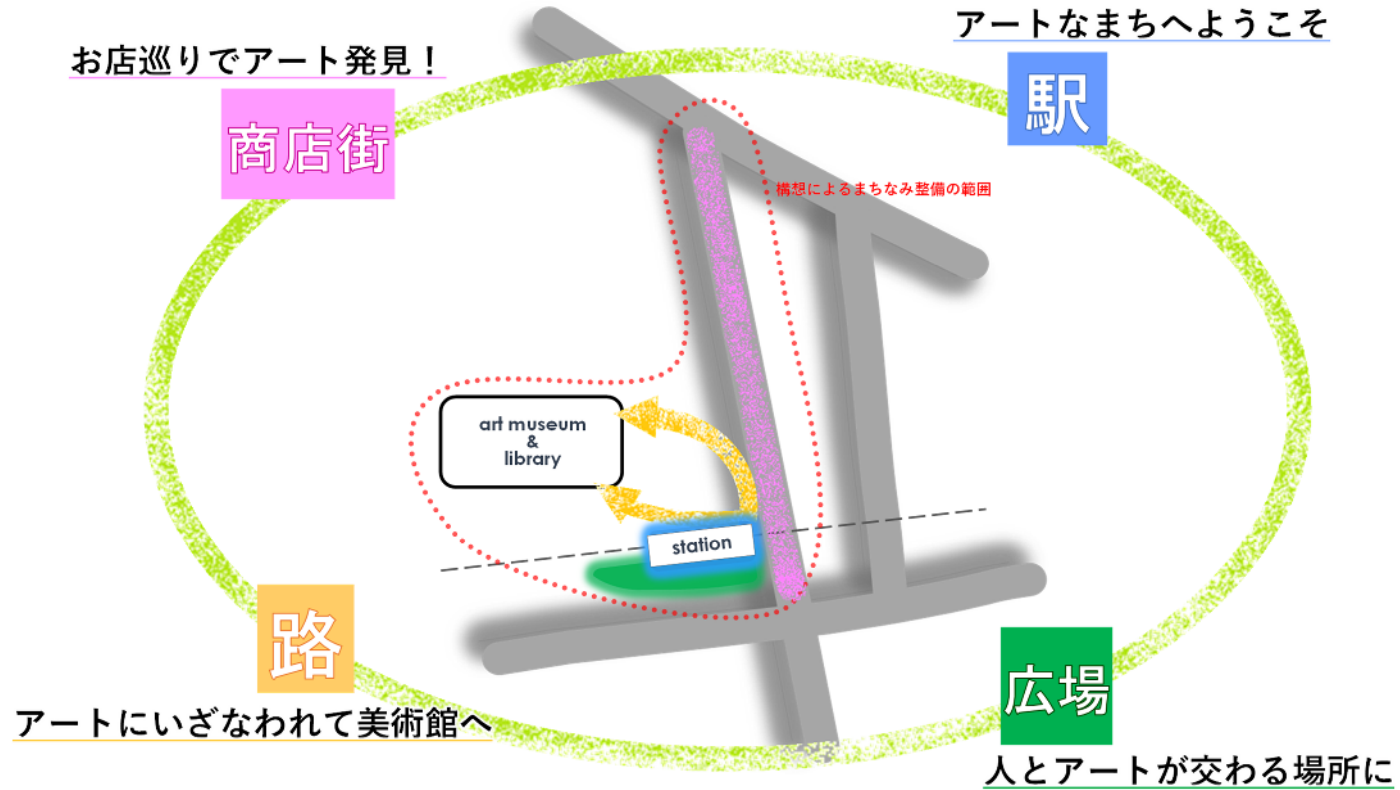 アートなまちへようこそ
駅
お店巡りでアート発見！
商店街
構想によるまちなみ整備の範囲
art museum
&
library
station
路
アートにいざなわれて美術館へ
広場
人とアートが交わる場所に